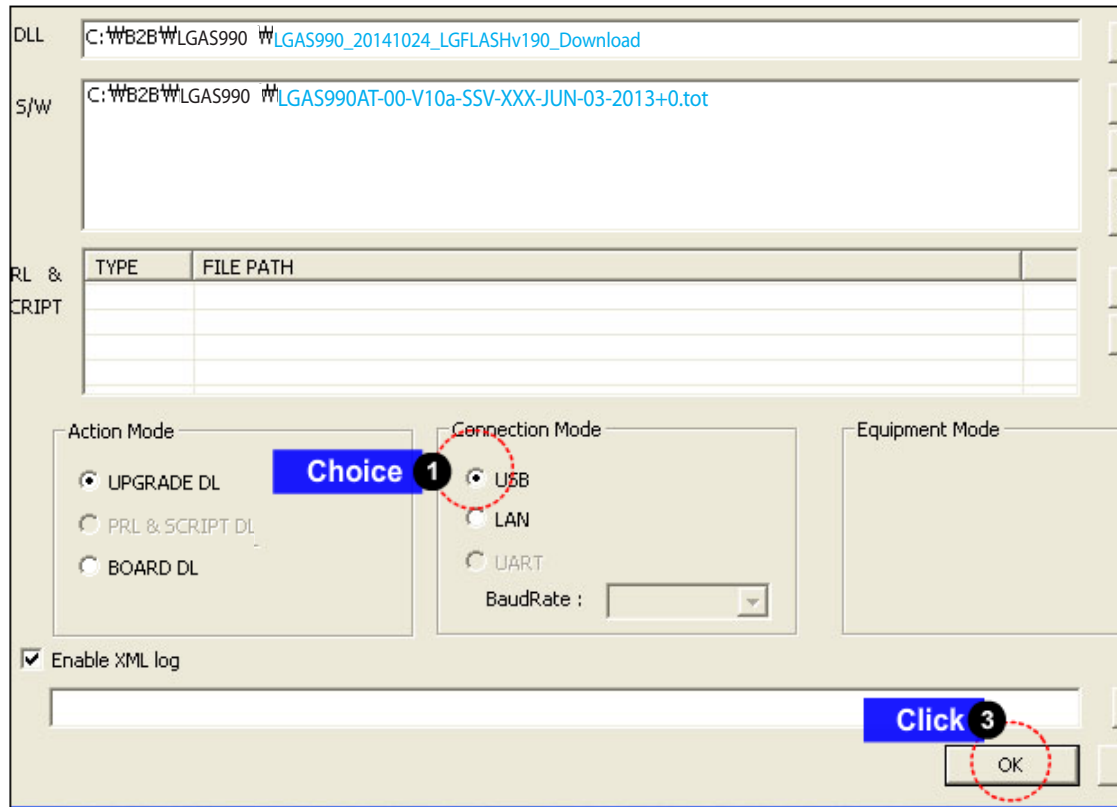 DLL
C:₩B2B₩LGAS990 ₩LGAS990_20141024_LGFLASHv190_Download
S/W
C:₩B2B₩LGAS990 ₩LGAS990AT-00-V10a-SSV-XXX-JUN-03-2013+0.tot
RL &
CRIPT
TYPE FILE PATH
Action Mode
UPGRADE DL
PRL & SCRIPT DL
BOARD DL
Choice 1
Connection Mode
USB
LAN
UART
BaudRate :
Equipment Mode
Enable XML log
Click 3
OK